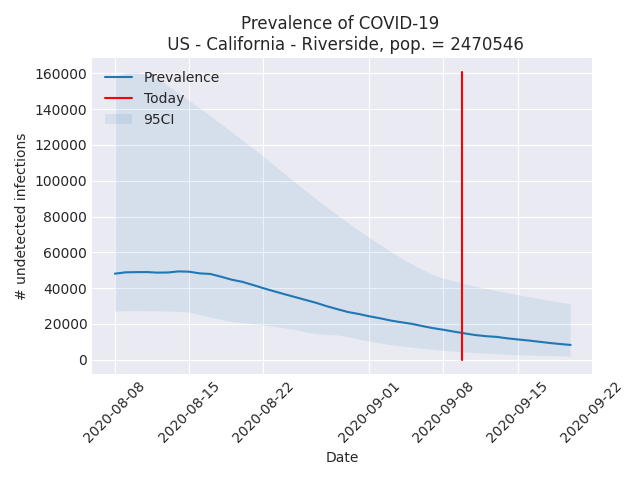 Prevalence of COVID-19
US - California - Riverside, pop. = 2470546
Prevalence
Today
95CI
160000
140000
120000
100000
80000
60000
40000
20000
0
# undetected infections
2020-08-08
2020-08-15
2020-08-22
2020-09-01
2020-09-08
2020-09-15
2020-09-22
Date